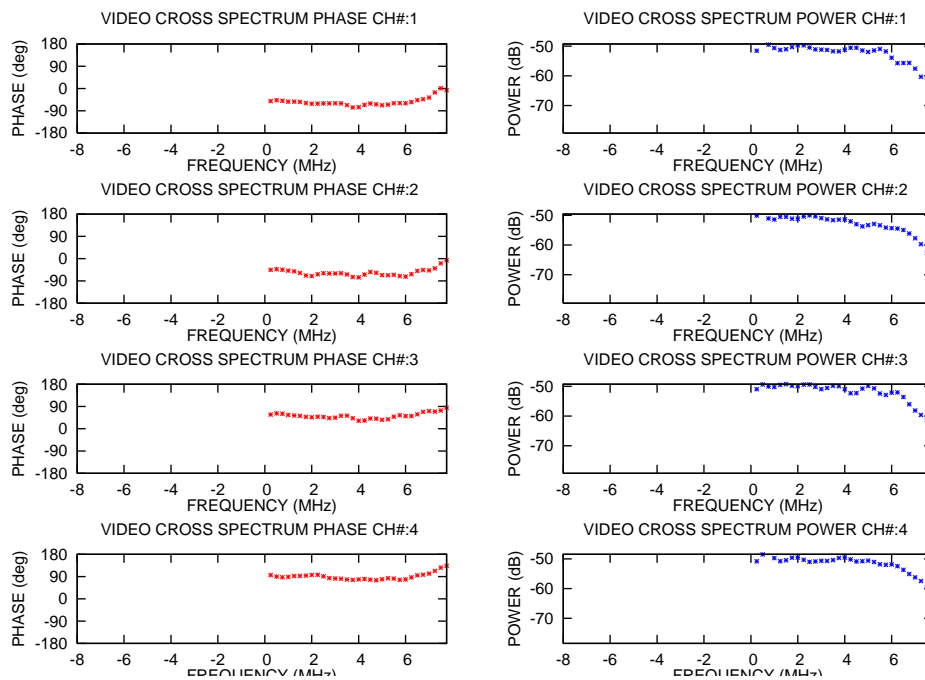 VIDEO CROSS SPECTRUM PHASE CH#:1
VIDEO CROSS SPECTRUM POWER CH#:1
PHASE (deg)
180
90
0
-90
-180
-8 -6 -4 -2 0 2 4 6
FREQUENCY (MHz)
POWER (dB)
-50
-60
-70
-8 -6 -4 -2 0 2 4 6
FREQUENCY (MHz)
VIDEO CROSS SPECTRUM PHASE CH#:2
VIDEO CROSS SPECTRUM POWER CH#:2
PHASE (deg)
180
90
0
-90
-180
-8 -6 -4 -2 0 2 4 6
FREQUENCY (MHz)
POWER (dB)
-50
-60
-70
-8 -6 -4 -2 0 2 4 6
FREQUENCY (MHz)
VIDEO CROSS SPECTRUM PHASE CH#:3
VIDEO CROSS SPECTRUM POWER CH#:3
PHASE (deg)
180
90
0
-90
-180
-8 -6 -4 -2 0 2 4 6
FREQUENCY (MHz)
POWER (dB)
-50
-60
-70
-8 -6 -4 -2 0 2 4 6
FREQUENCY (MHz)
VIDEO CROSS SPECTRUM PHASE CH#:4
VIDEO CROSS SPECTRUM POWER CH#:4
PHASE (deg)
180
90
0
-90
-180
-8 -6 -4 -2 0 2 4 6
FREQUENCY (MHz)
POWER (dB)
-50
-60
-70
-8 -6 -4 -2 0 2 4 6
FREQUENCY (MHz)